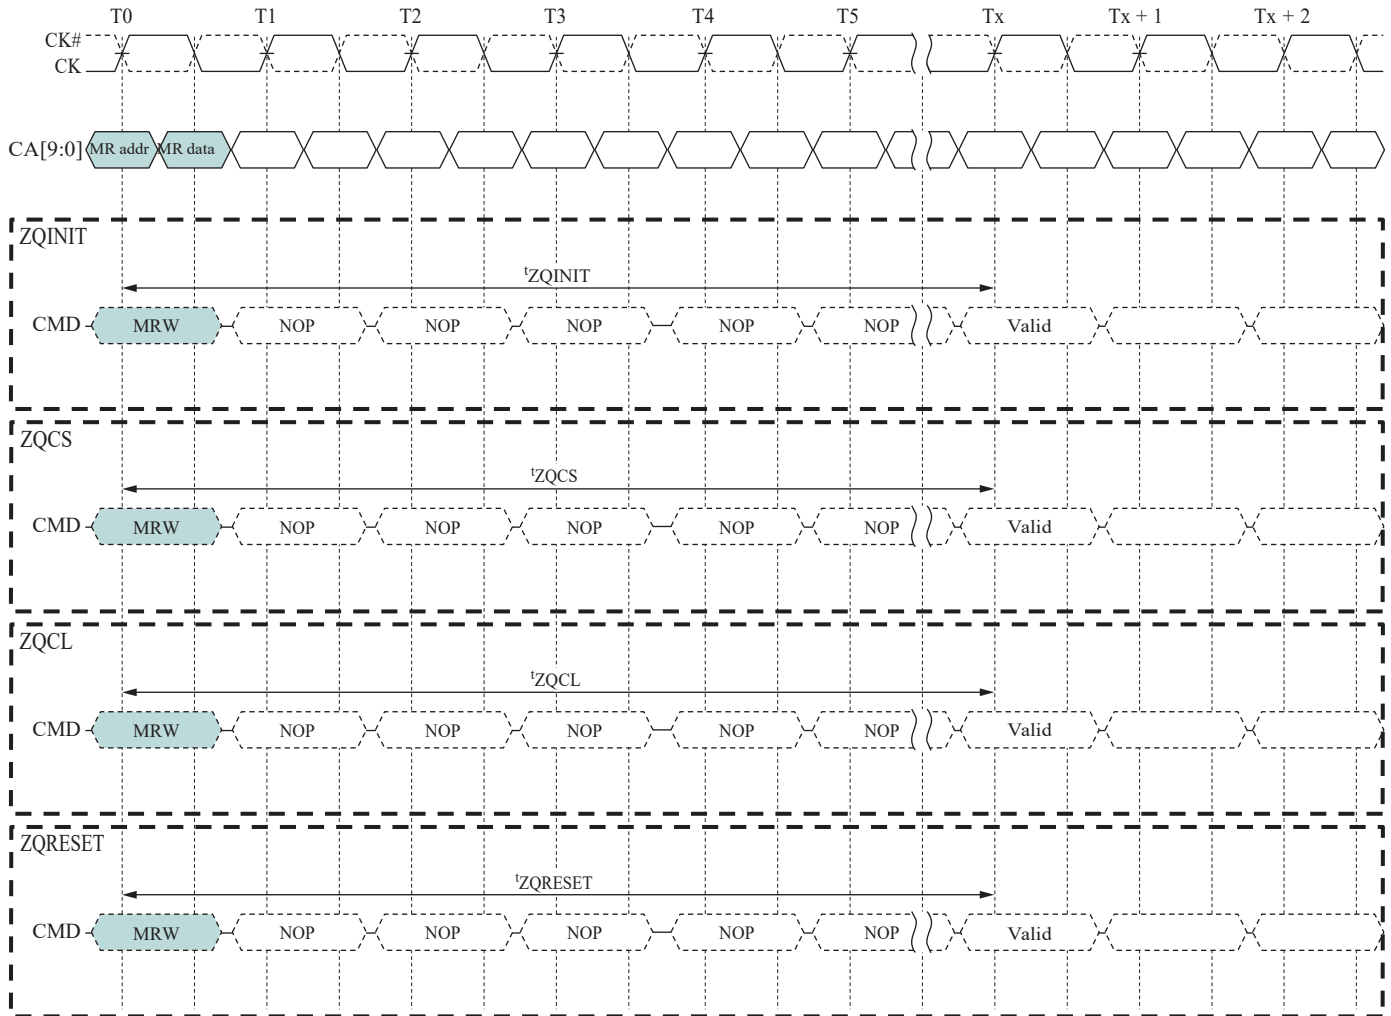 T0 T1 T2 T3 T4 T5 Tx Tx + 1 Tx + 2
CK#
CK
CA[9:0] MR addr MR data
ZQINIT
tZQINIT
CMD MRW NOP NOP NOP NOP NOP Valid
ZQCS
tZQCS
CMD MRW NOP NOP NOP NOP NOP Valid
ZQCL
tZQCL
CMD MRW NOP NOP NOP NOP NOP Valid
ZQRESET
tZQRESET
CMD MRW NOP NOP NOP NOP NOP Valid